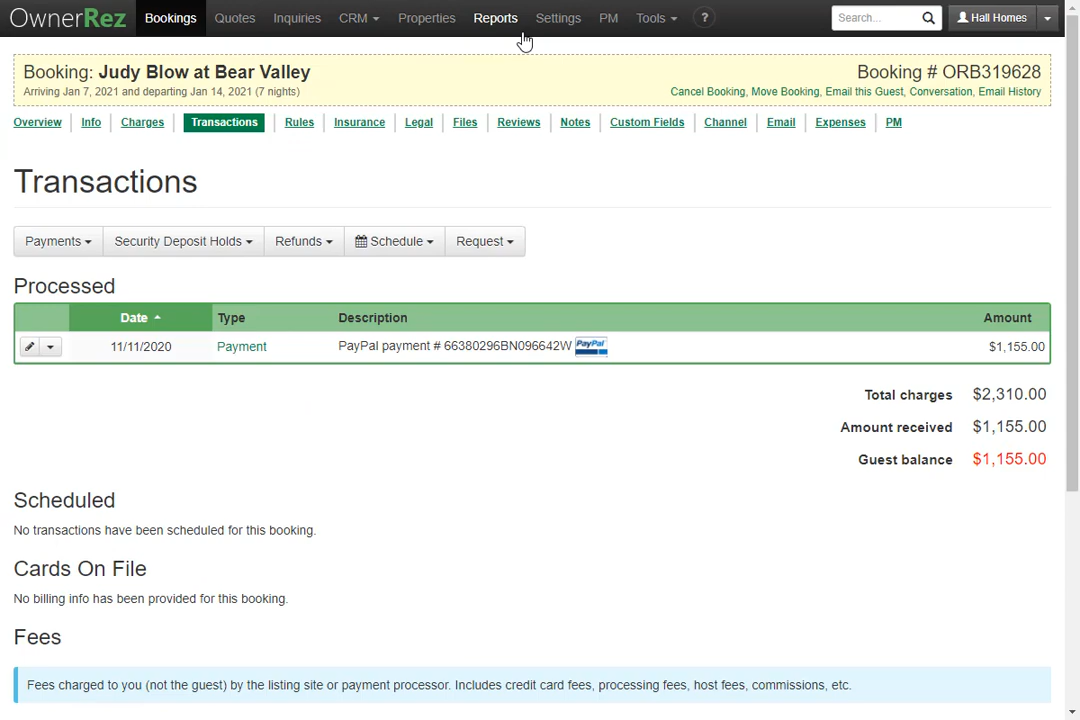 OwnerRez Bookings Quotes Inquiries CRM Properties Reports Settings PM Tools ? Search... Hall Homes
Booking: Judy Blow at Bear Valley Booking # ORB319628
Arriving Jan 7, 2021 and departing Jan 14, 2021 (7 nights) Cancel Booking, Move Booking, Email this Guest, Conversation, Email History
Overview Info Charges Transactions Rules Insurance Legal Files Reviews Notes Custom Fields Channel Email Expenses PM
Transactions
Payments Security Deposit Holds Refunds Schedule Request
Processed
Date Type Description Amount
11/11/2020 Payment PayPal payment # 66380296BN096642W PayPal $1,155.00
Total charges $2,310.00
Amount received $1,155.00
Guest balance $1,155.00
Scheduled
No transactions have been scheduled for this booking.
Cards On File
No billing info has been provided for this booking.
Fees
Fees charged to you (not the guest) by the listing site or payment processor. Includes credit card fees, processing fees, host fees, commissions, etc.